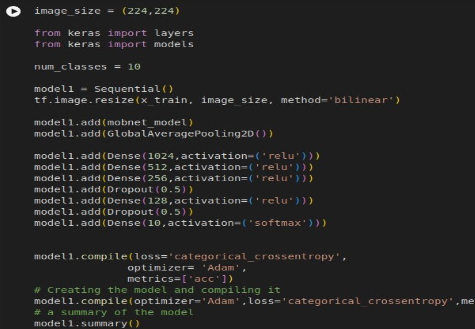 image_size = (224,224)
from keras import layers
from keras import models
num_classes = 10
model1 = Sequential()
tf.image.resize(x_train, image_size, method='bilinear')
model1.add(mobnet_model)
model1.add(GlobalAveragePooling2D())
model1.add(Dense(1024,activation=('relu')))
model1.add(Dense(512,activation=('relu')))
model1.add(Dense(256,activation=('relu')))
model1.add(Dropout(0.5))
model1.add(Dense(128,activation=('relu')))
model1.add(Dropout(0.5))
model1.add(Dense(10,activation=('softmax')))
model1.compile(loss='categorical_crossentropy',
optimizer= 'Adam',
metrics=['acc'])
# Creating the model and compiling it
model1.compile(optimizer='Adam',loss='categorical_crossentropy',me
# a summary of the model
model1.summary()